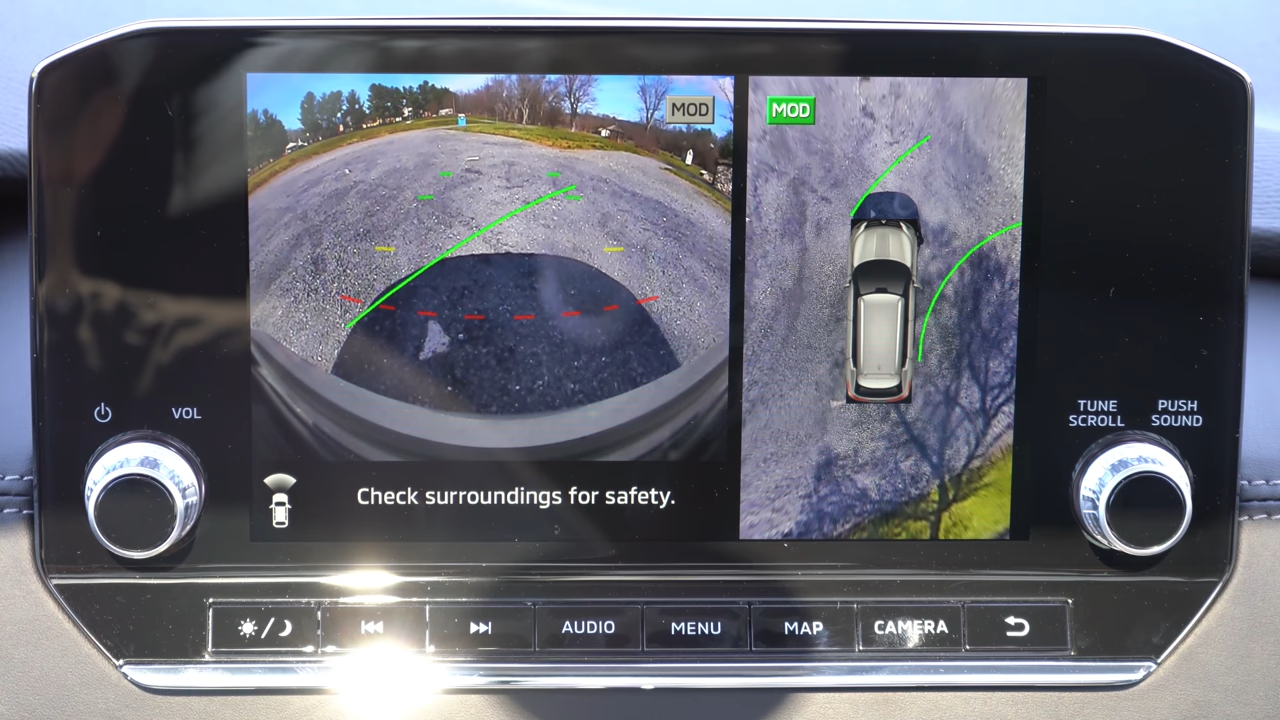 MOD
MOD
Check surroundings for safety.
VOL
TUNE
SCROLL
PUSH
SOUND
AUDIO
MENU
MAP
CAMERA